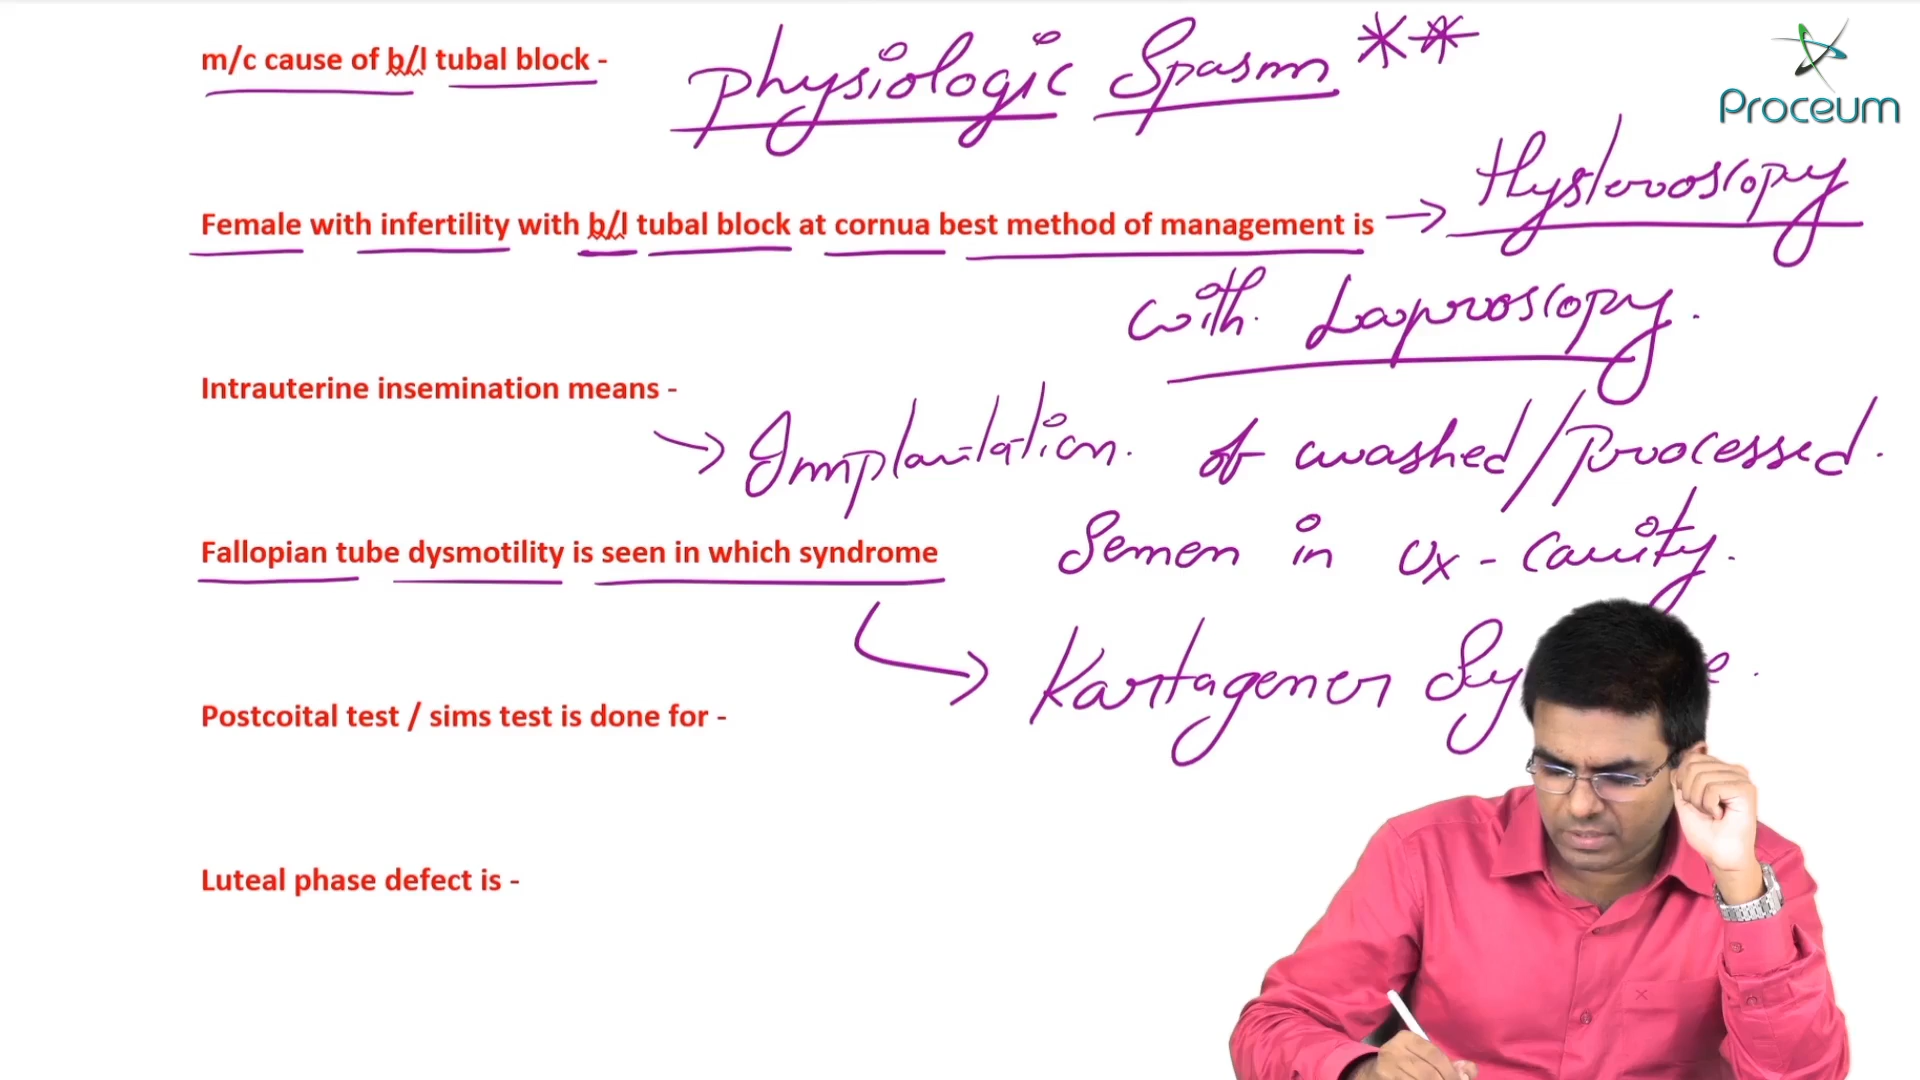 m/c cause of b/l tubal block - physiologic Spasm **
Proceum
Female with infertility with b/l tubal block at cornua best method of management is → Hysteroscopy
with Laproscopy.
Intrauterine insemination means -
→ Implantation of washed/processed.
Semen in Ux - Cavity.
Fallopian tube dysmotility is seen in which syndrome
→ Kartagener
Postcoital test / sims test is done for -
Luteal phase defect is -